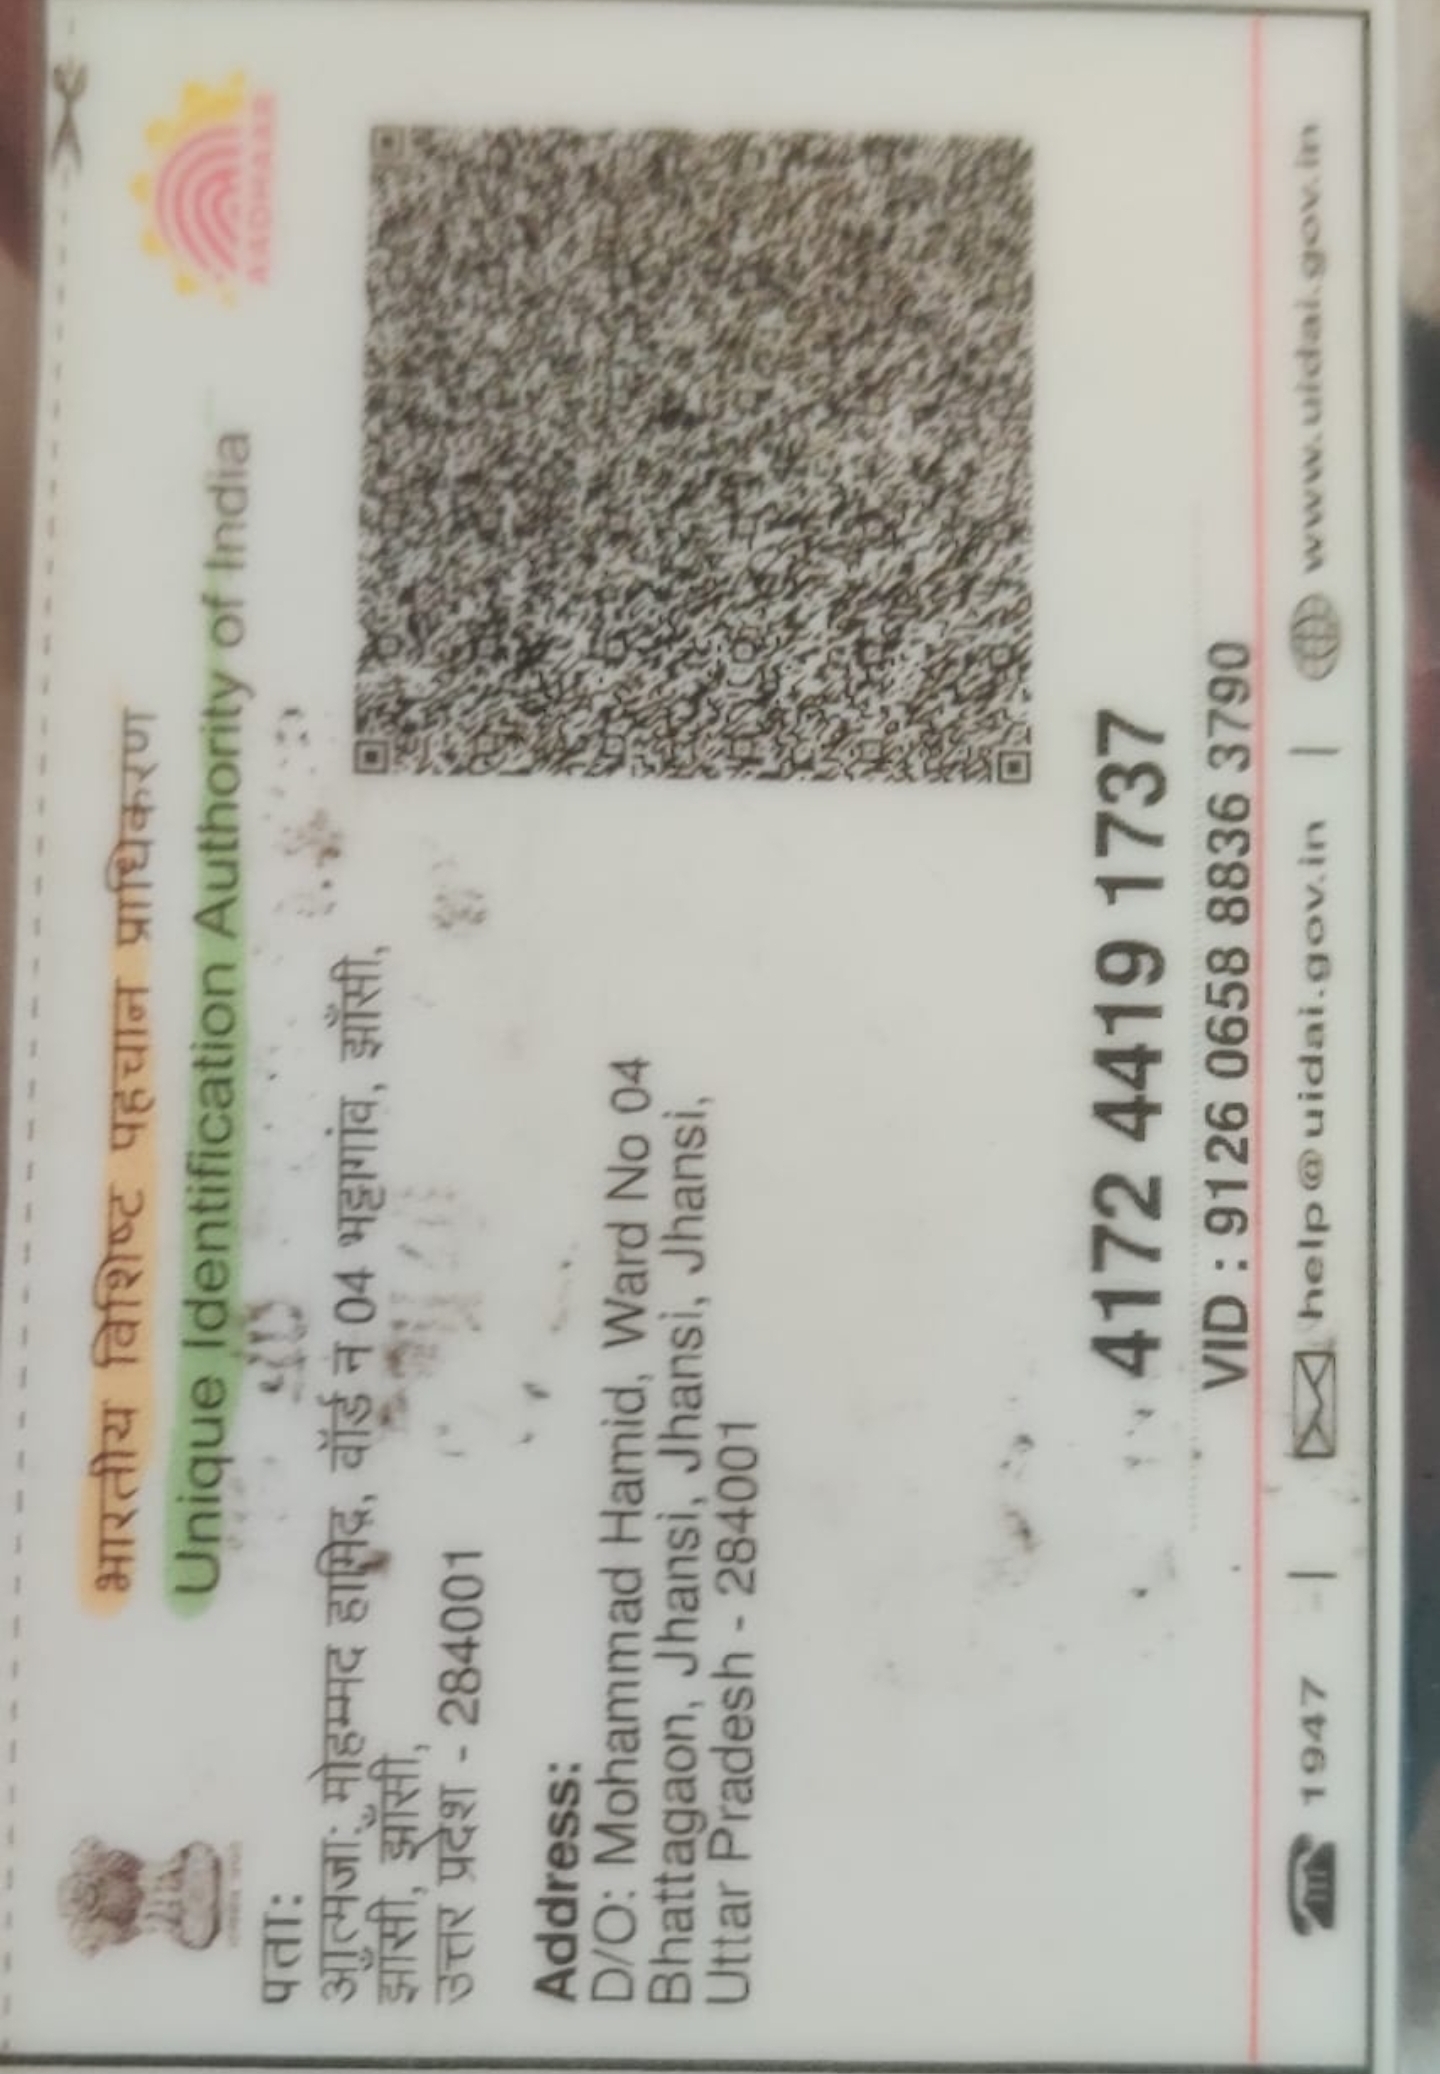 भारतीय विशिष्ट पहचान प्राधिकरण
Unique Identification Authority of India
AADHAAR
पता:
आत्मजा: मोहम्मद हामिद, वॉर्ड न 04 भट्टागांव, झाँसी,
झाँसी, झाँसी,
उत्तर प्रदेश - 284001
Address:
D/O: Mohammad Hamid, Ward No 04
Bhattagaon, Jhansi, Jhansi, Jhansi,
Uttar Pradesh - 284001
4172 4419 1737
VID : 9126 0658 8836 3790
1947 | help@uidai.gov.in | www.uidai.gov.in